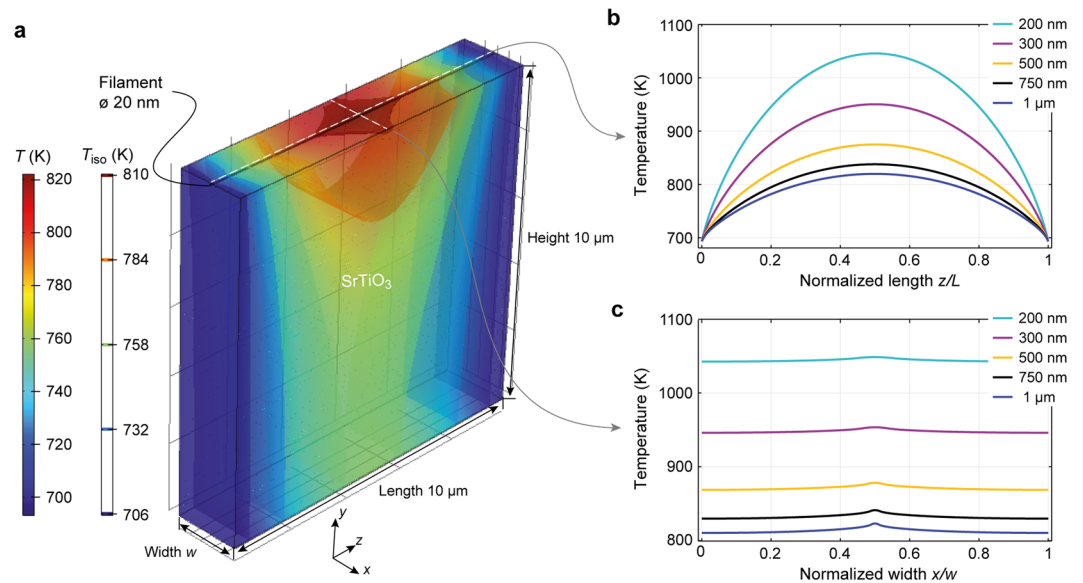 a
Filament
ø 20 nm
T (K)
820
800
780
760
740
720
700
Tiso (K)
810
784
758
732
706
SrTiO3
Height 10 µm
Length 10 µm
Width w
y
z
x
b
1100
1000
900
800
700
Temperature (K)
0
0.2
0.4
0.6
0.8
1
Normalized length z/L
200 nm
300 nm
500 nm
750 nm
1 µm
c
1100
1000
900
800
Temperature (K)
0
0.2
0.4
0.6
0.8
1
Normalized width x/w
200 nm
300 nm
500 nm
750 nm
1 µm